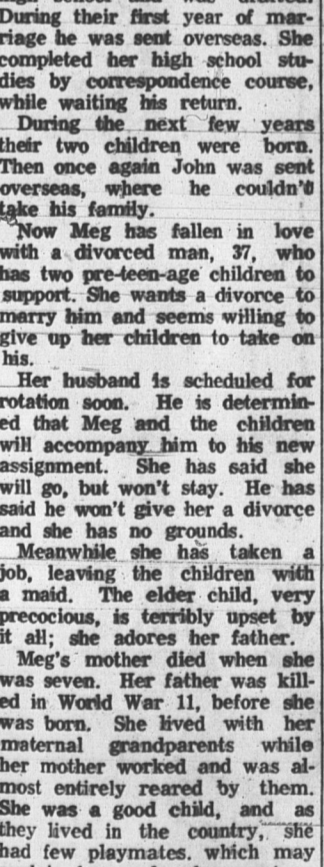 high school and was drafted.
During their first year of mar-
riage he was sent overseas. She
completed her high school stu-
dies by correspondence course,
while waiting his return.
During the next few years
their two children were born.
Then once again John was sent
overseas, where he couldn't
take his family.
Now Meg has fallen in love
with a divorced man, 37, who
has two pre-teen-age children to
support. She wants a divorce to
marry him and seems willing to
give up her children to take on
his.
Her husband is scheduled for
rotation soon. He is determin-
ed that Meg and the children
will accompany him to his new
assignment. She has said she
will go, but won't stay. He has
said he won't give her a divorce
and she has no grounds.
Meanwhile she has taken a
job, leaving the children with
a maid. The elder child, very
precocious, is terribly upset by
it all; she adores her father.
Meg's mother died when she
was seven. Her father was kill-
ed in World War 11, before she
was born. She lived with her
maternal grandparents while
her mother worked and was al-
most entirely reared by them.
She was a good child, and as
they lived in the country, she
had few playmates, which may